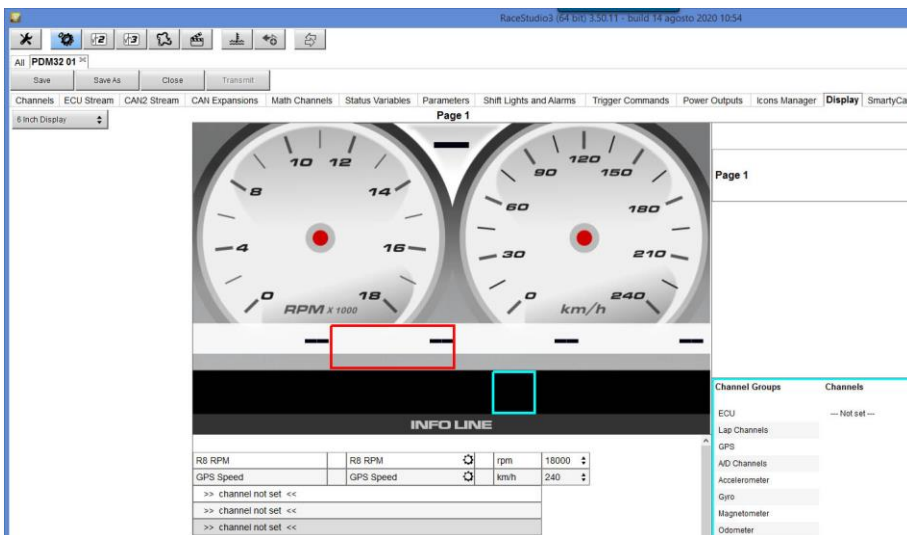 RaceStudio3 (64 bit) 3.50.11 - build 14 agosto 2020 10:54
All PDM32 01
Save Save As Close Transmit
Channels ECU Stream CAN2 Stream CAN Expansions Math Channels Status Variables Parameters Shift Lights and Alarms Trigger Commands Power Outputs Icons Manager Display SmartyCa
6 Inch Display
Page 1
Page 1
0 4 8 10 12 14 16 18
RPM X 1000
0 30 60 90 120 150 180 210 240
km/h
INFO LINE
Channel Groups Channels
ECU --- Not set ---
Lap Channels
GPS
A/D Channels
Accelerometer
Gyro
Magnetometer
Odometer
R8 RPM R8 RPM rpm 18000
GPS Speed GPS Speed km/h 240
>> channel not set <<
>> channel not set <<
>> channel not set <<